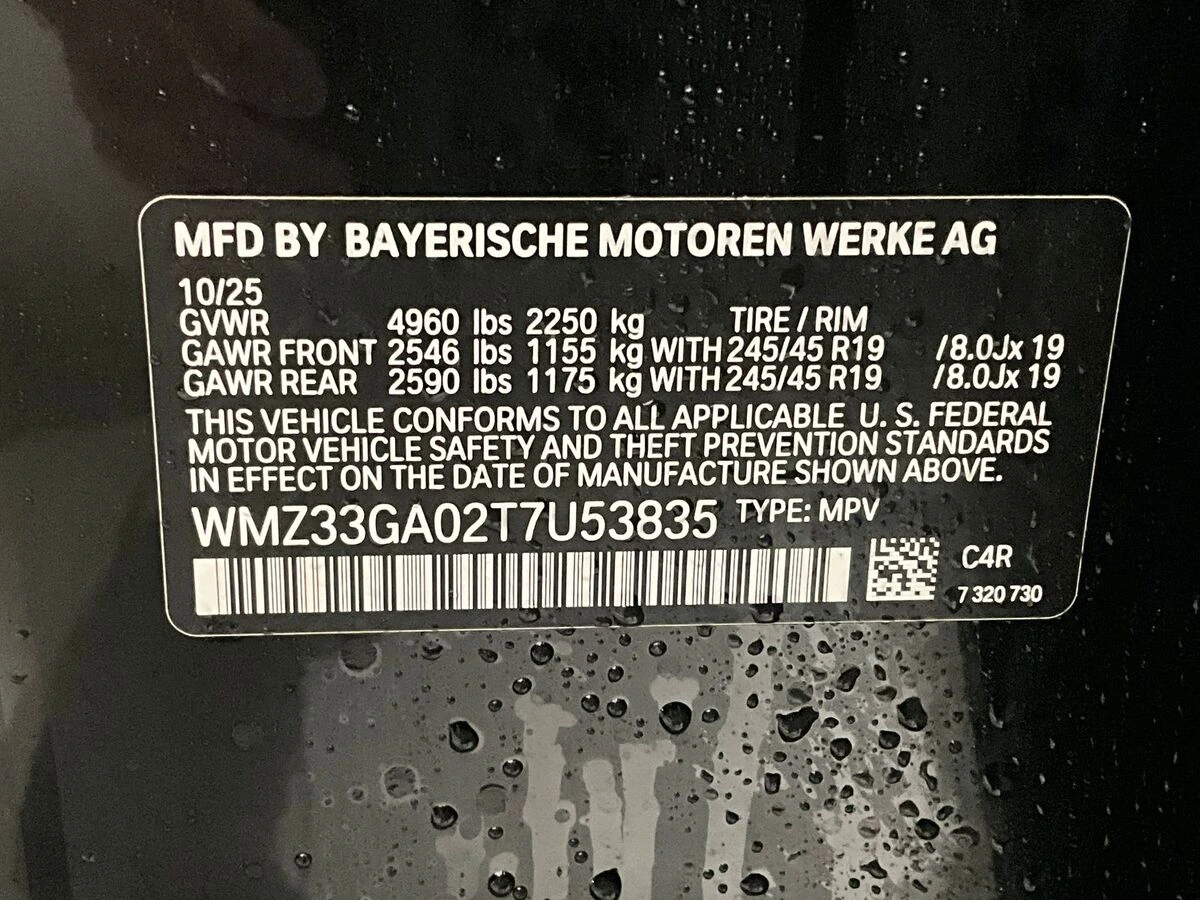 MFD BY BAYERISCHE MOTOREN WERKE AG
10/25
GVWR 4960 lbs 2250 kg TIRE / RIM
GAWR FRONT 2546 lbs 1155 kg WITH 245/45 R19 /8.0Jx 19
GAWR REAR 2590 lbs 1175 kg WITH 245/45 R19 /8.0Jx 19
THIS VEHICLE CONFORMS TO ALL APPLICABLE U. S. FEDERAL
MOTOR VEHICLE SAFETY AND THEFT PREVENTION STANDARDS
IN EFFECT ON THE DATE OF MANUFACTURE SHOWN ABOVE.
WMZ33GA02T7U53835 TYPE: MPV
C4R
7 320 730